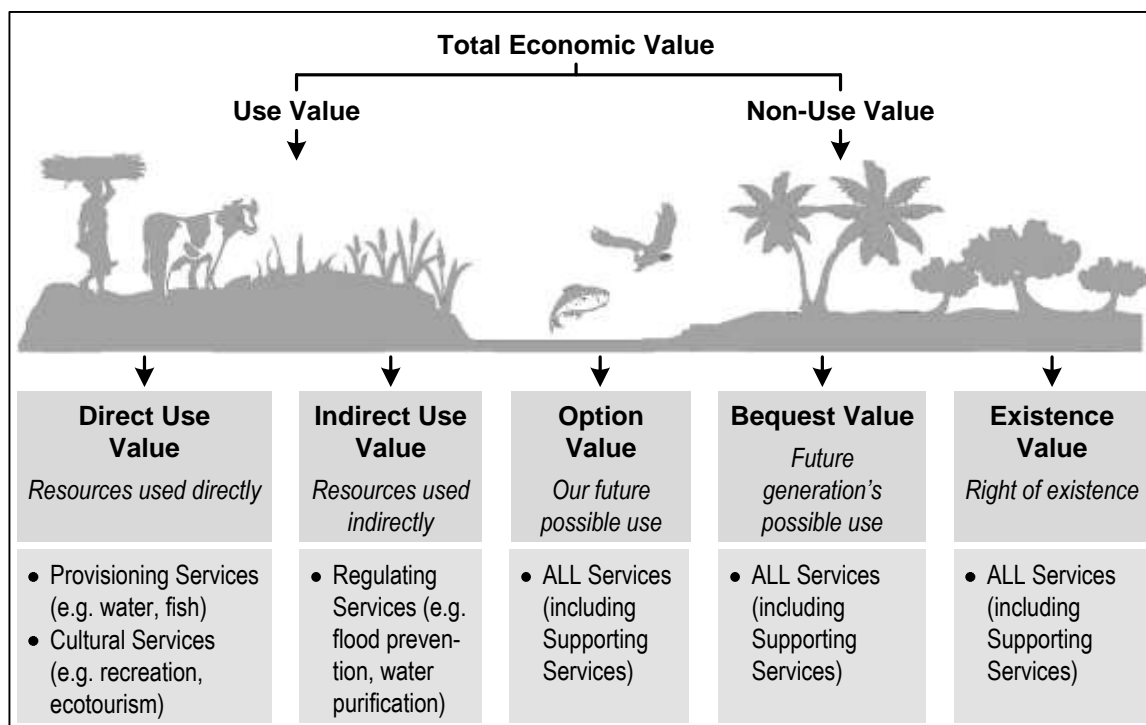 Total Economic Value
Use Value
Non-Use Value
Direct Use
Value
Resources used directly
Indirect Use
Value
Resources used
indirectly
Option
Value
Our future
possible use
Bequest Value
Future
generation’s
possible use
Existence
Value
Right of existence
• Provisioning Services
(e.g. water, fish)
• Cultural Services
(e.g. recreation,
ecotourism)
• Regulating
Services (e.g.
flood preven-
tion, water
purification)
• ALL Services
(including
Supporting
Services)
• ALL Services
(including
Supporting
Services)
• ALL Services
(including
Supporting
Services)